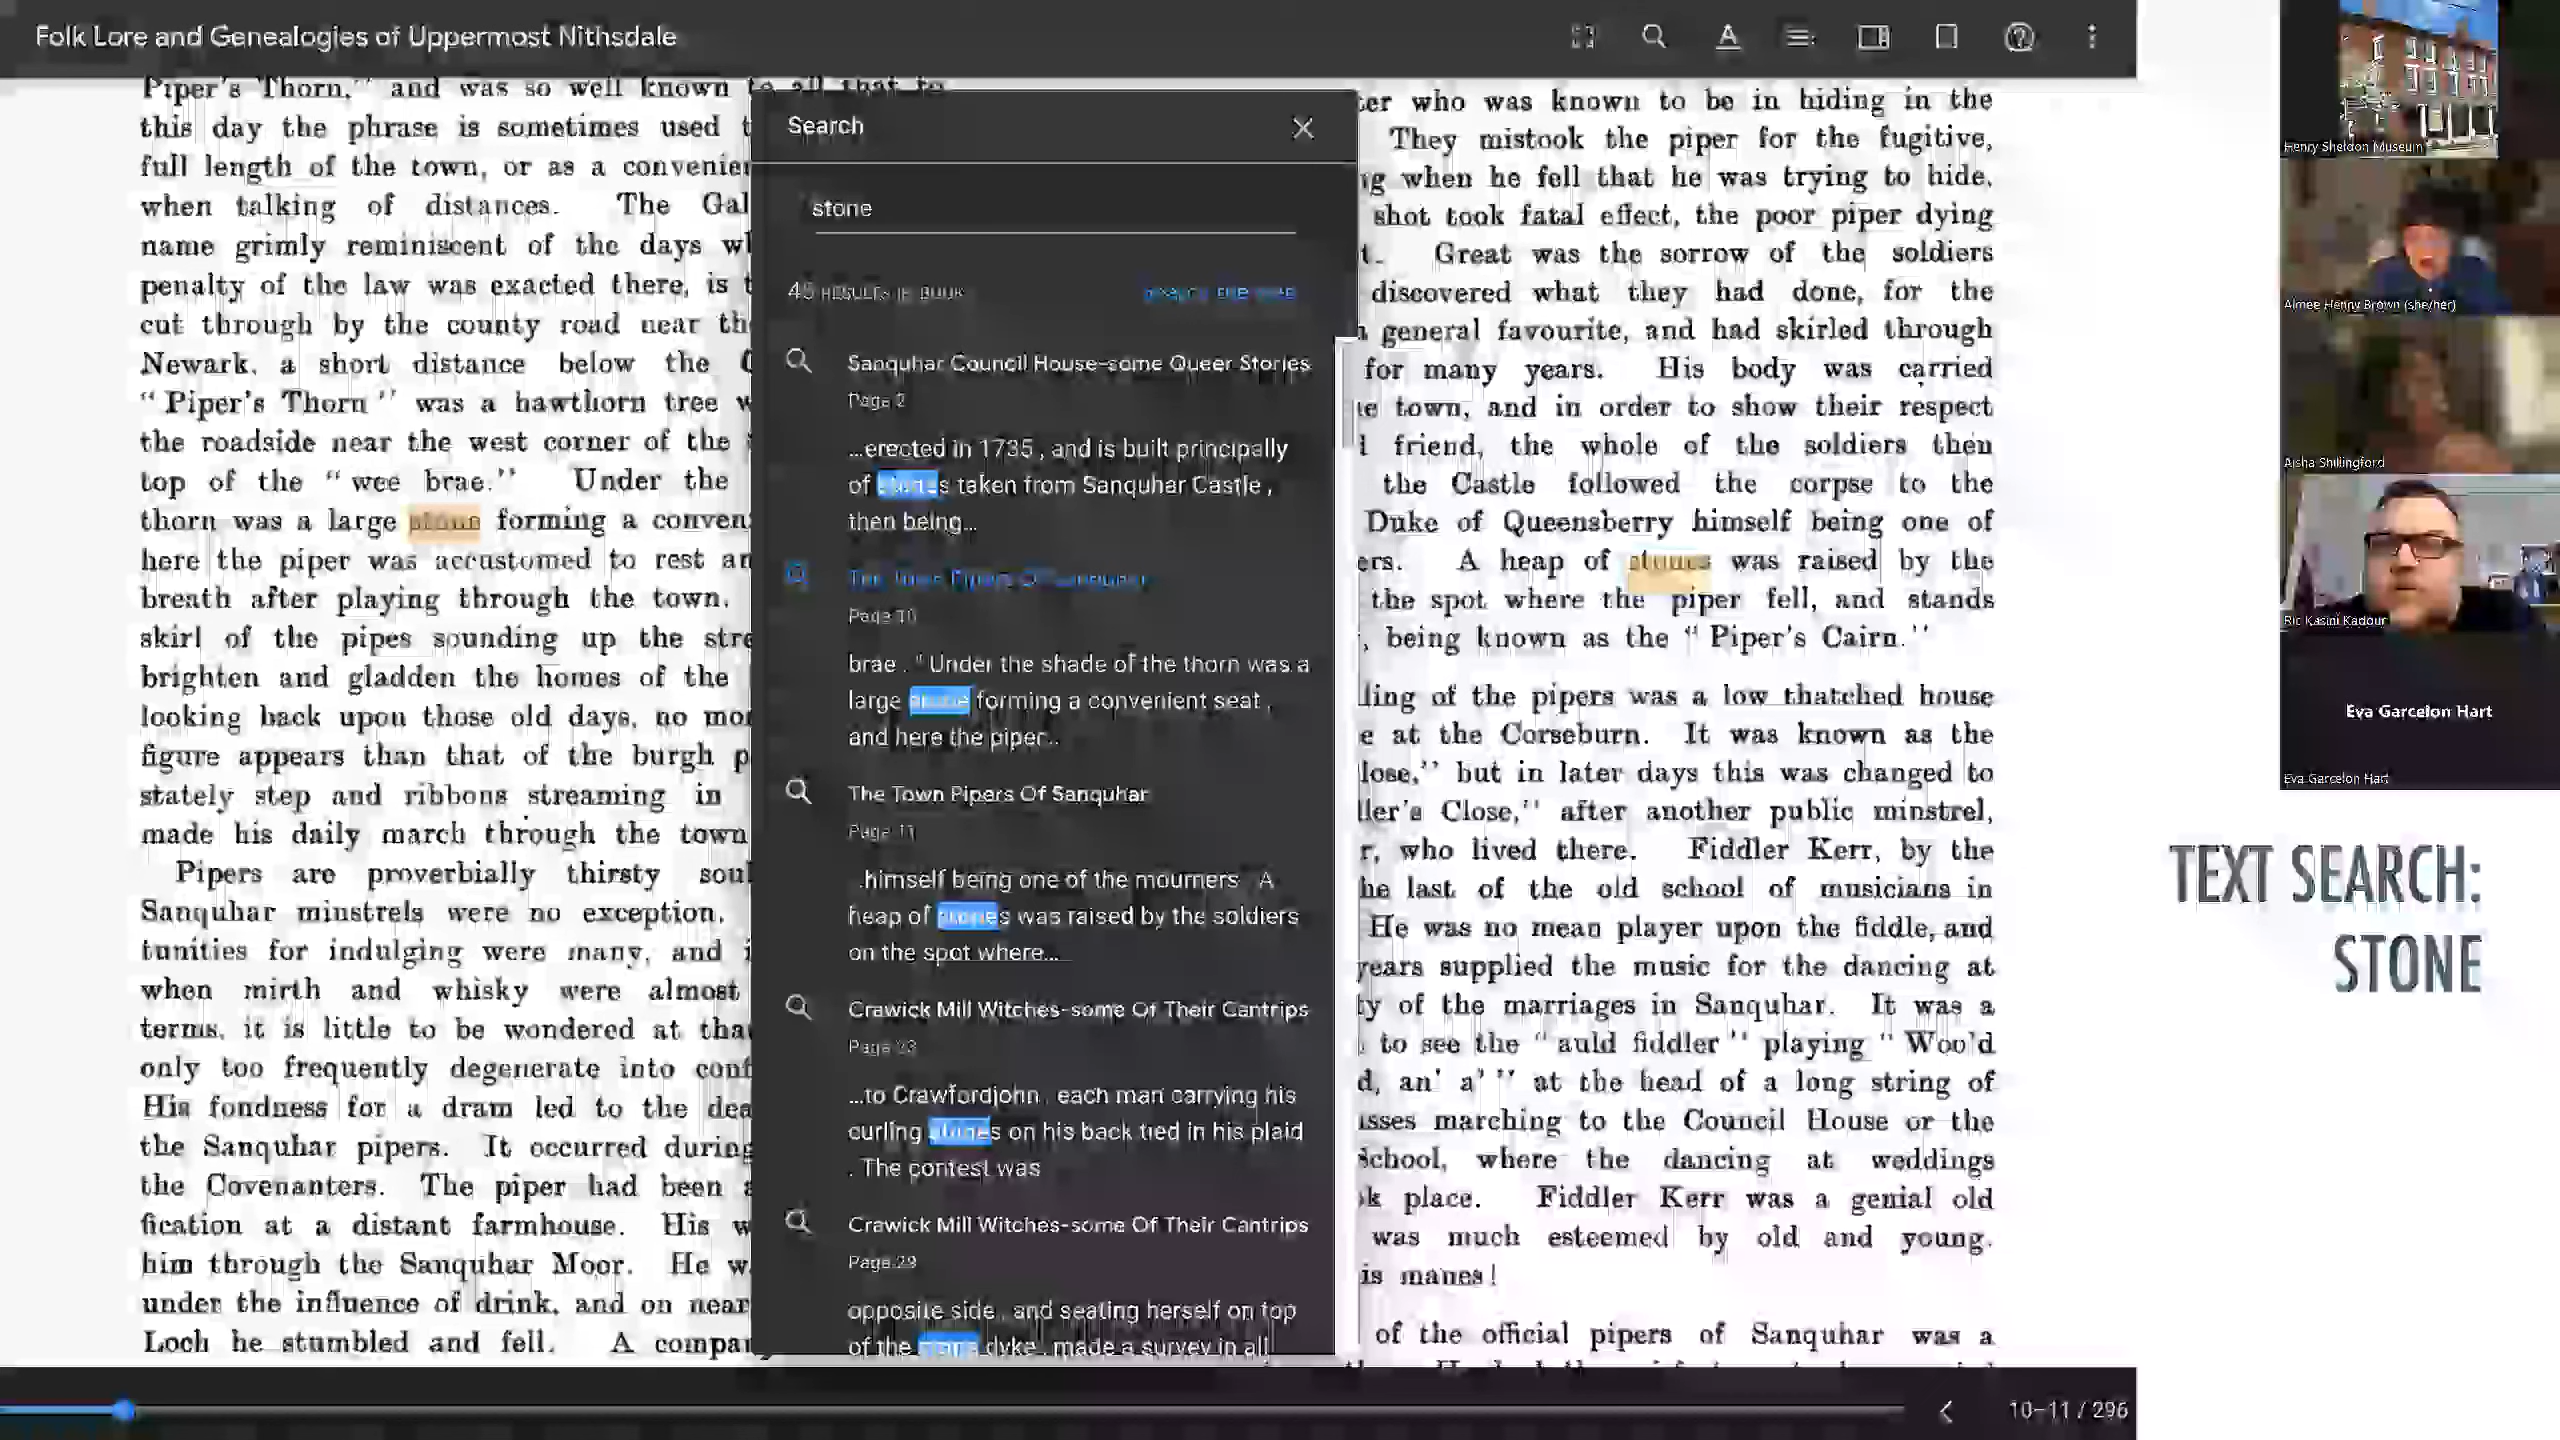 Folk Lore and Genealogies of Uppermost Nithsdale
Piper's Thorn,” and was so well known to all that to
this day the phrase is sometimes used
full length of the town, or as a
when talking of distances. The
name grimly reminiscent of the days
penalty of the law was exacted there, is
cut through by the county road near
Newark, a short distance below the
“Piper's Thorn” was a hawthorn tree
the roadside near the west corner of the
top of the “wee brae.” Under the
thorn was a large stone forming a
here the piper was accustomed to rest
breath after playing through the town.
skirl of the pipes sounding up the
brighten and gladden the homes of the
looking back upon those old days, no
figure appears than that of the burgh
stately step and ribbons streaming in
made his daily march through the town
Pipers are proverbially thirsty
Sanquhar minstrels were no exception.
tunities for indulging were many, and
when mirth and whisky were almost
terms, it is little to be wondered at
only too frequently degenerate into
His fondness for a dram led to the
the Sanquhar pipers. It occurred during
the Covenanters. The piper had been
fication at a distant farmhouse. His
him through the Sanquhar Moor. He
under the influence of drink, and on
Loch he stumbled and fell. A
Search
stone
45 RESULTS IN BOOK
Sanquhar Council House-some Queer Stories
Page 2
...erected in 1735 , and is built principally
of stones taken from Sanquhar Castle ,
then being...
The Town Pipers Of Sanquhar
Page 10
brae . " Under the shade of the thorn was a
large stone forming a convenient seat ,
and here the piper...
The Town Pipers Of Sanquhar
Page 11
himself being one of the mourners . A
heap of stones was raised by the soldiers
on the spot where...
Crawick Mill Witches-some Of Their Cantrips
Page 23
...to Crawfordjohn , each man carrying his
curling stones on his back tied in his plaid
. The contest was
Crawick Mill Witches-some Of Their Cantrips
Page 29
opposite side , and seating herself on top
of the stone dyke , made a survey in all
who was known to be in hiding in the
They mistook the piper for the fugitive,
when he fell that he was trying to hide,
shot took fatal effect, the poor piper dying
Great was the sorrow of the soldiers
discovered what they had done, for the
general favourite, and had skirled through
for many years. His body was carried
town, and in order to show their respect
friend, the whole of the soldiers then
the Castle followed the corpse to the
Duke of Queensberry himself being one of
A heap of stones was raised by the
the spot where the piper fell, and stands
, being known as the “Piper's Cairn.”
ling of the pipers was a low thatched house
at the Corseburn. It was known as the
lose,” but in later days this was changed to
ler's Close,” after another public minstrel,
, who lived there. Fiddler Kerr, by the
last of the old school of musicians in
He was no mean player upon the fiddle, and
years supplied the music for the dancing at
of the marriages in Sanquhar. It was a
to see the “auld fiddler” playing “Woo'd
an' a'” at the head of a long string of
sses marching to the Council House or the
School, where the dancing at weddings
place. Fiddler Kerr was a genial old
was much esteemed by old and young.
is manes!
of the official pipers of Sanquhar was a
10–11 / 296
Henry Sheldon Museum
Aimee Henry Brown (she/her)
Aisha Shillingford
Ric Kasini Kadour
Eva Garcelon Hart
Eva Garcelon Hart
TEXT SEARCH:
STONE